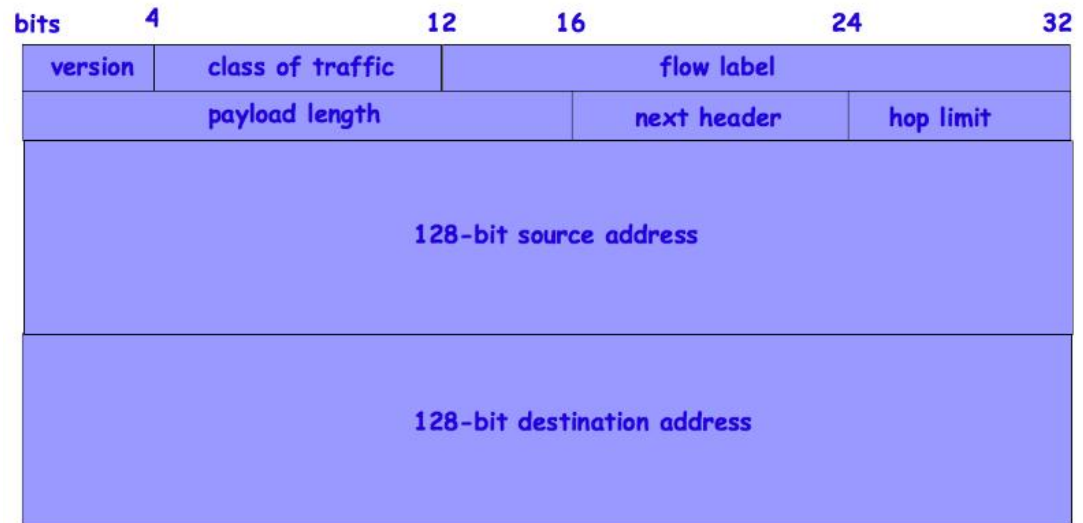 bits 4 12 16 24 32
version class of traffic flow label
payload length next header hop limit
128-bit source address
128-bit destination address